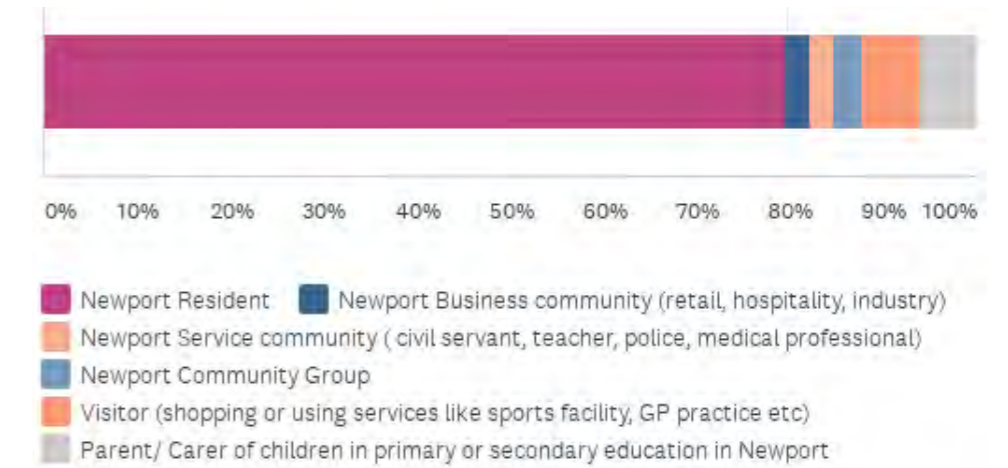 0% 10% 20% 30% 40% 50% 60% 70% 80% 90% 100%
Newport Resident Newport Business community (retail, hospitality, industry)
Newport Service community ( civil servant, teacher, police, medical professional)
Newport Community Group
Visitor (shopping or using services like sports facility, GP practice etc)
Parent/ Carer of children in primary or secondary education in Newport